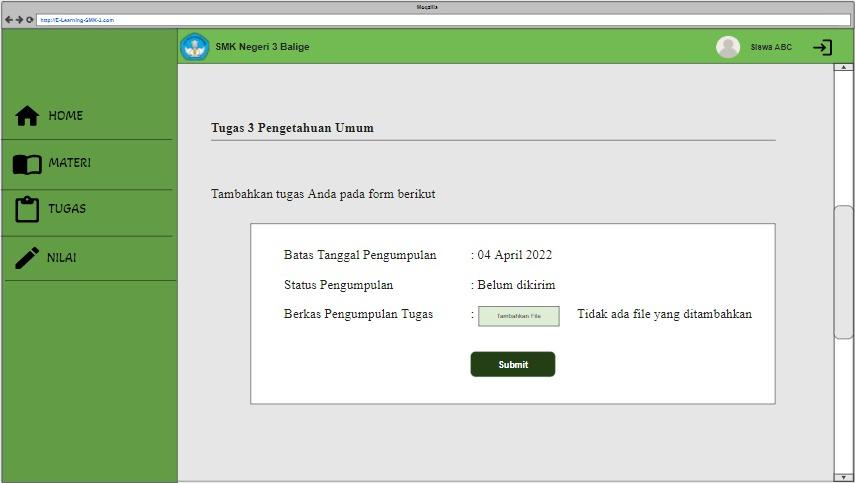 Mogzilla
http://E-Learning-SMK-3.com
SMK Negeri 3 Balige
Siswa ABC
HOME
MATERI
TUGAS
NILAI
Tugas 3 Pengetahuan Umum
Tambahkan tugas Anda pada form berikut
Batas Tanggal Pengumpulan : 04 April 2022
Status Pengumpulan : Belum dikirim
Berkas Pengumpulan Tugas : Tambahkan File Tidak ada file yang ditambahkan
Submit